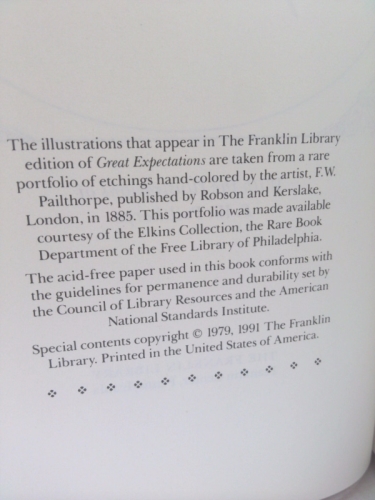 The illustrations that appear in The Franklin Library
edition of Great Expectations are taken from a rare
portfolio of etchings hand-colored by the artist, F.W.
Pailthorpe, published by Robson and Kerslake,
London, in 1885. This portfolio was made available
courtesy of the Elkins Collection, the Rare Book
Department of the Free Library of Philadelphia.
The acid-free paper used in this book conforms with
the guidelines for permanence and durability set by
the Council of Library Resources and the American
National Standards Institute.
Special contents copyright © 1979, 1991 The Franklin
Library. Printed in the United States of America.